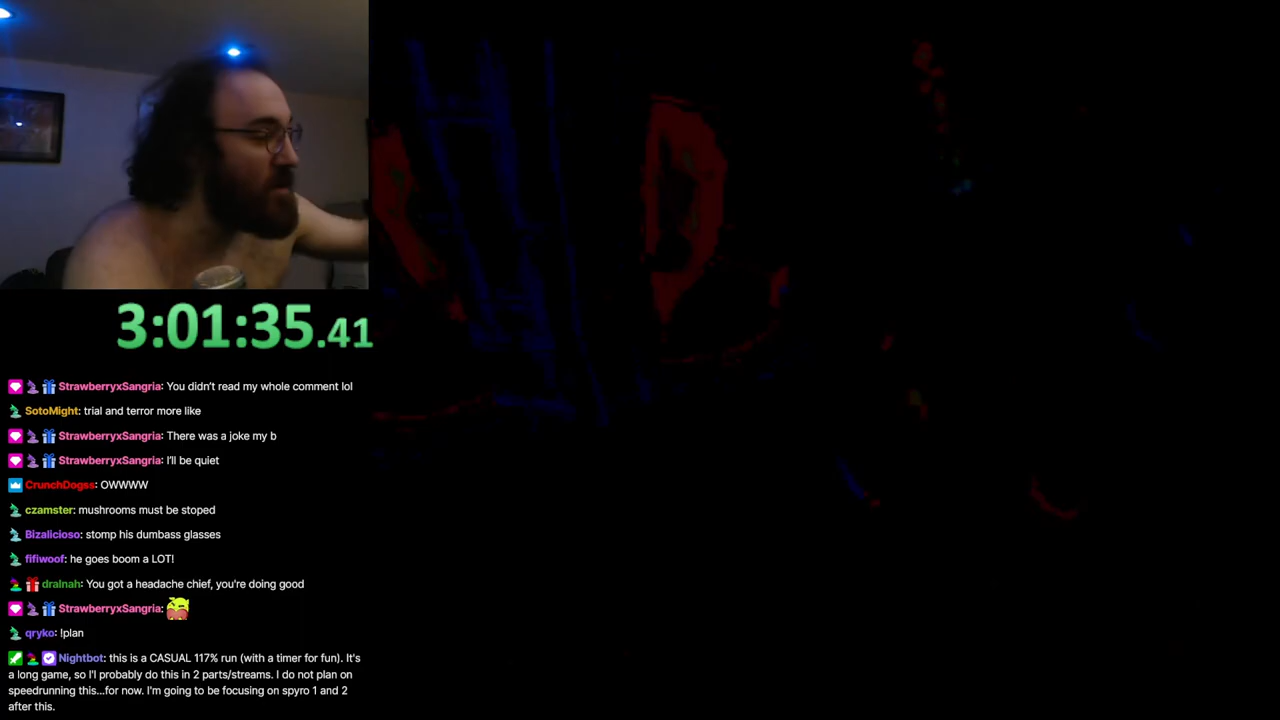 3:01:35.41
StrawberryxSangria: You didn't read my whole comment lol
SotoMight: trial and terror more like
StrawberryxSangria: There was a joke my b
StrawberryxSangria: I'll be quiet
CrunchDogss: OWWWW
czamster: mushrooms must be stoped
Bizalicioso: stomp his dumbass glasses
fifiwoof: he goes boom a LOT!
dralnah: You got a headache chief, you're doing good
StrawberryxSangria:
qryko: !plan
Nightbot: this is a CASUAL 117% run (with a timer for fun). It's
a long game, so I'l probably do this in 2 parts/streams. I do not plan on
speedrunning this...for now. I'm going to be focusing on spyro 1 and 2
after this.